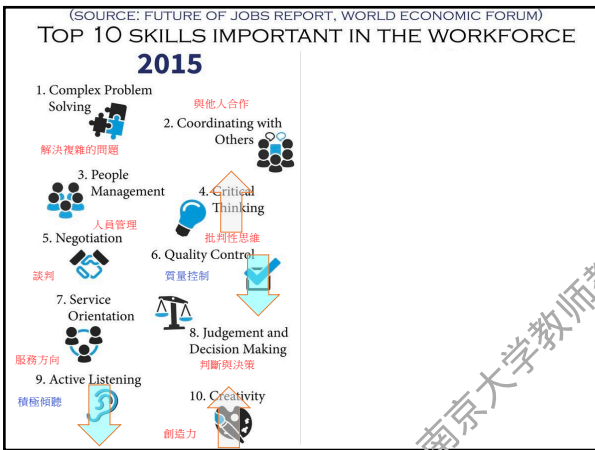 (SOURCE: FUTURE OF JOBS REPORT, WORLD ECONOMIC FORUM)
TOP 10 SKILLS IMPORTANT IN THE WORKFORCE
2015
1. Complex Problem
Solving
解決複雜的問題
與他人合作
2. Coordinating with
Others
3. People
Management
人員管理
4. Critical
Thinking
批判性思維
5. Negotiation
談判
6. Quality Control
質量控制
7. Service
Orientation
服務方向
8. Judgement and
Decision Making
判斷與決策
9. Active Listening
積極傾聽
10. Creativity
創造力
南京大学教师